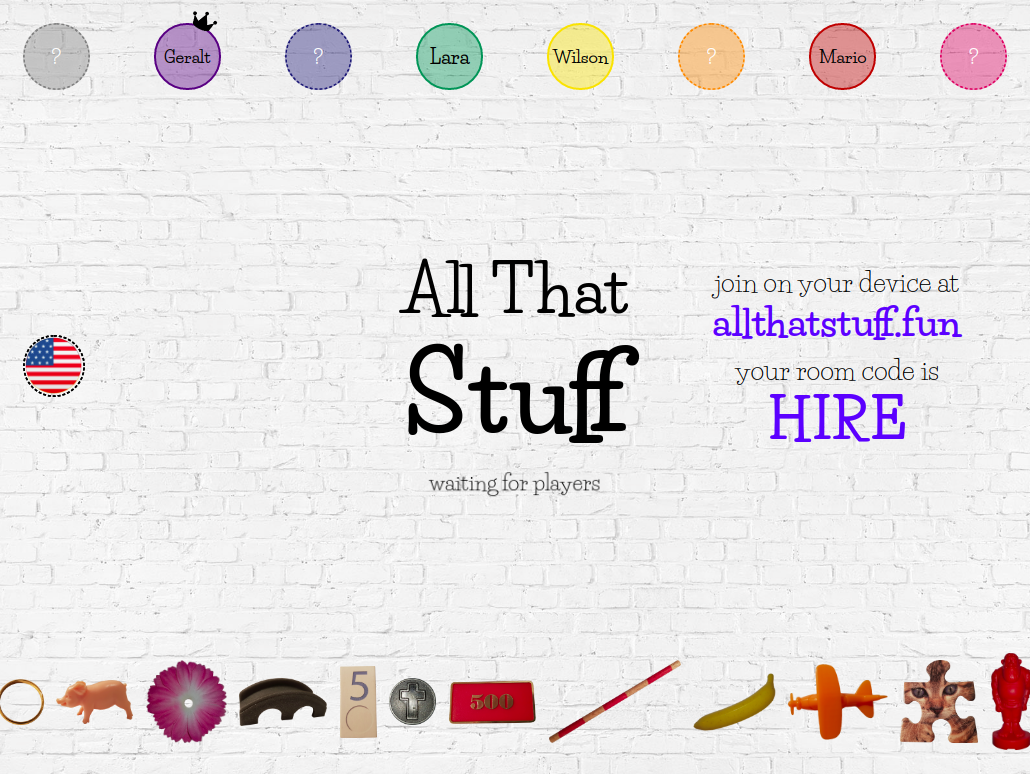 ?
Geralt
?
Lara
Wilson
?
Mario
?
All That
Stuff
waiting for players
join on your device at
allthatstuff.fun
your room code is
HIRE
5
500